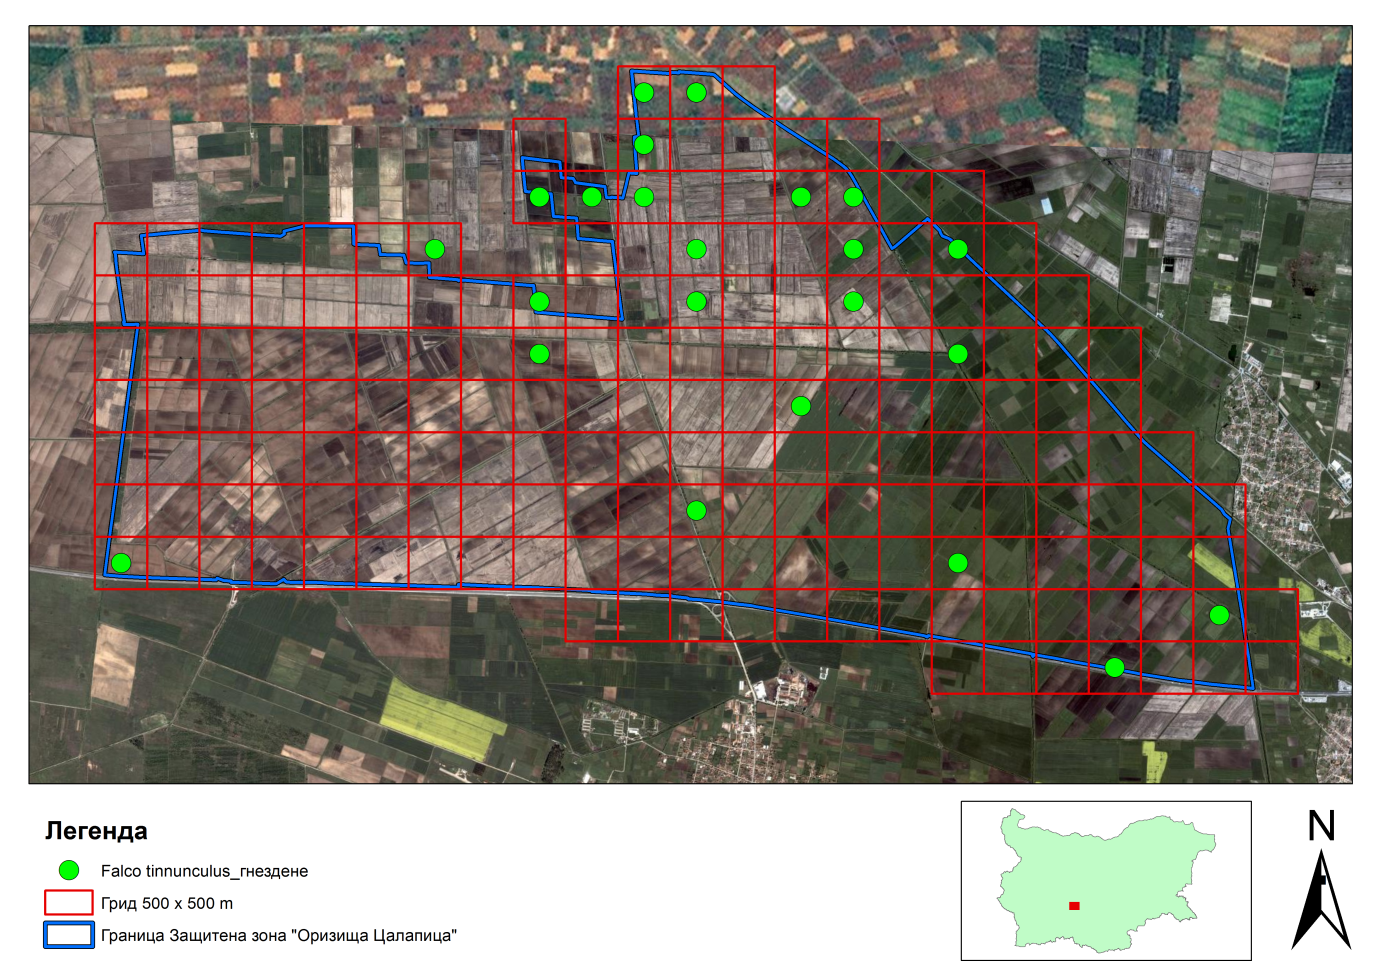 Легенда
Falco tinnunculus_гнездене
Грид 500 x 500 m
Граница Защитена зона "Оризища Цалапица"
N